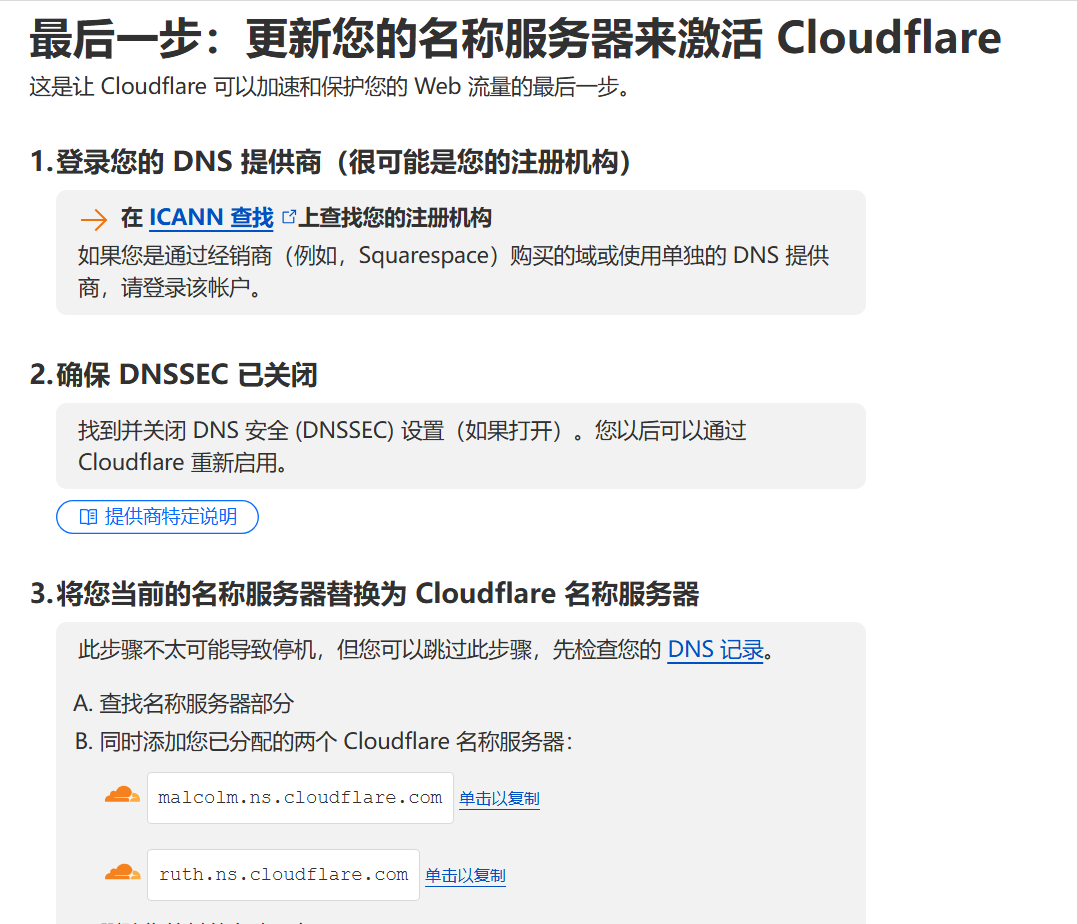 最后一步：更新您的名称服务器来激活 Cloudflare
这是让 Cloudflare 可以加速和保护您的 Web 流量的最后一步。
1.登录您的 DNS 提供商（很可能是您的注册机构）
在 ICANN 查找 上查找您的注册机构
如果您是通过经销商（例如，Squarespace）购买的域或使用单独的 DNS 提供
商，请登录该帐户。
2.确保 DNSSEC 已关闭
找到并关闭 DNS 安全 (DNSSEC) 设置（如果打开）。您以后可以通过
Cloudflare 重新启用。
提供商特定说明
3.将您当前的名称服务器替换为 Cloudflare 名称服务器
此步骤不太可能导致停机，但您可以跳过此步骤，先检查您的 DNS 记录。
A. 查找名称服务器部分
B. 同时添加您已分配的两个 Cloudflare 名称服务器：
malcolm.ns.cloudflare.com 单击以复制
ruth.ns.cloudflare.com 单击以复制